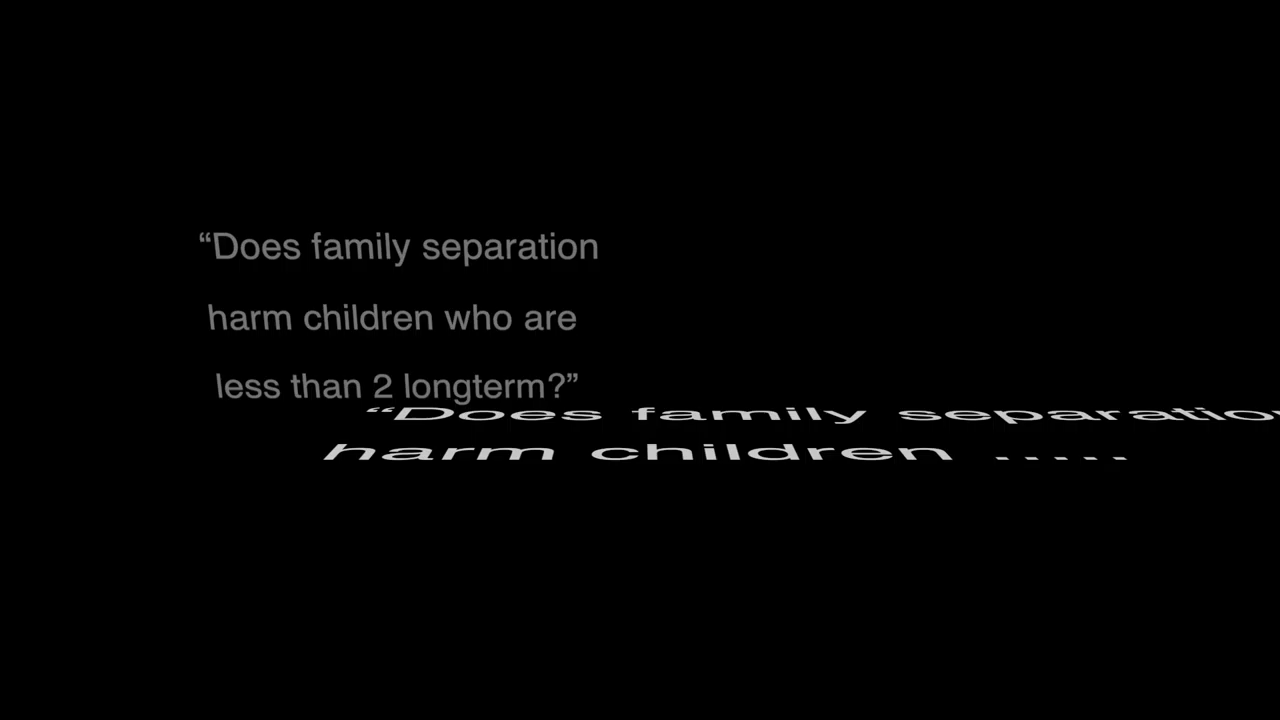 “Does family separation
harm children who are
less than 2 longterm?”
“Does family separatio
harm children .....